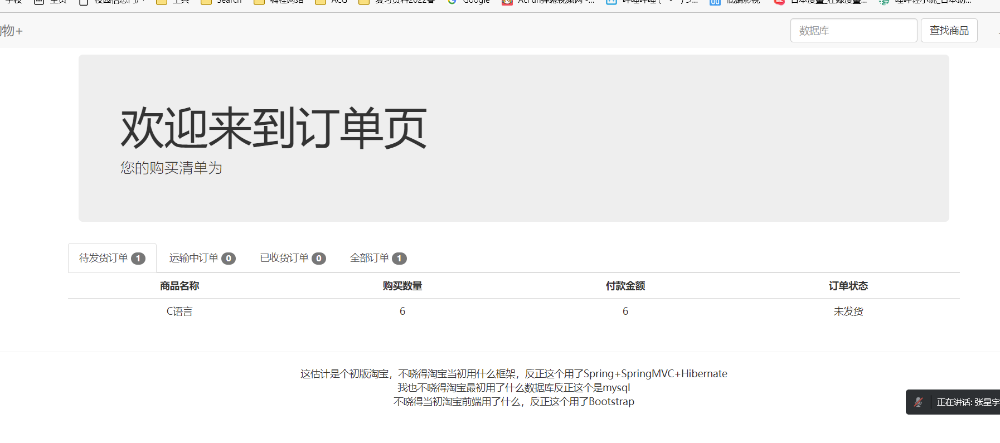 学校 主页 校园信息门户 工具 Search 编程网站 ACG 复习资料2022春 Google AcFun弹幕视频网 -... 哔哩哔哩 ( ゜- ゜)つ... 低端影视
物+ 数据库 查找商品
欢迎来到订单页
您的购买清单为
待发货订单 1 运输中订单 0 已收货订单 0 全部订单 1
商品名称 购买数量 付款金额 订单状态
C语言 6 6 未发货
这估计是个初版淘宝，不晓得淘宝当初用什么框架，反正这个用了Spring+SpringMVC+Hibernate
我也不晓得淘宝最初用了什么数据库反正这个是mysql
不晓得当初淘宝前端用了什么，反正这个用了Bootstrap
正在讲话: 张星宇